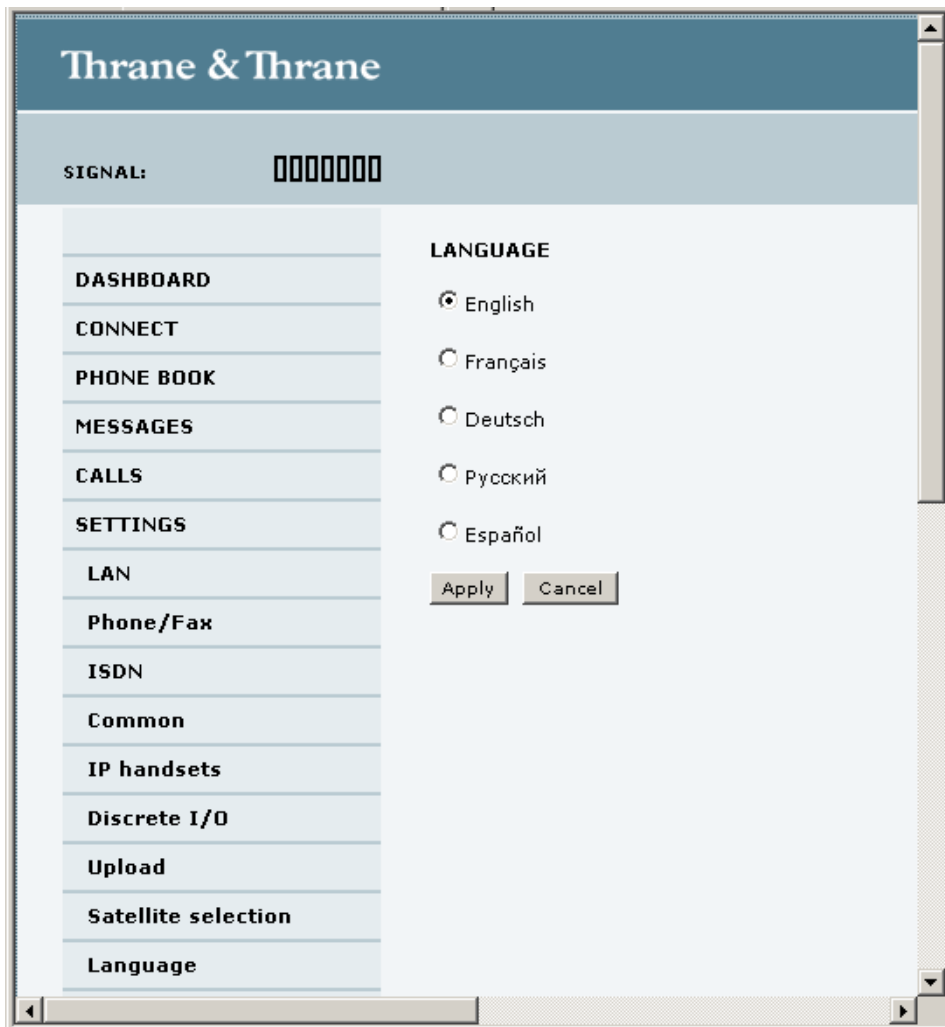 Thrane & Thrane
SIGNAL:
DASHBOARD
CONNECT
PHONE BOOK
MESSAGES
CALLS
SETTINGS
LAN
Phone/Fax
ISDN
Common
IP handsets
Discrete I/O
Upload
Satellite selection
Language
LANGUAGE
English
Français
Deutsch
Русский
Español
Apply Cancel